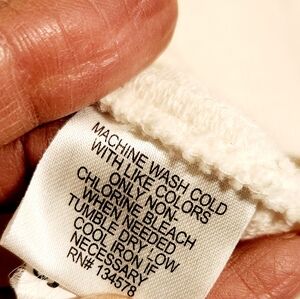 MACHINE WASH COLD
WITH LIKE COLORS
ONLY NON-
CHLORINE BLEACH
WHEN NEEDED
TUMBLE DRY LOW
COOL IRON IF
NECESSARY
RN# 134578